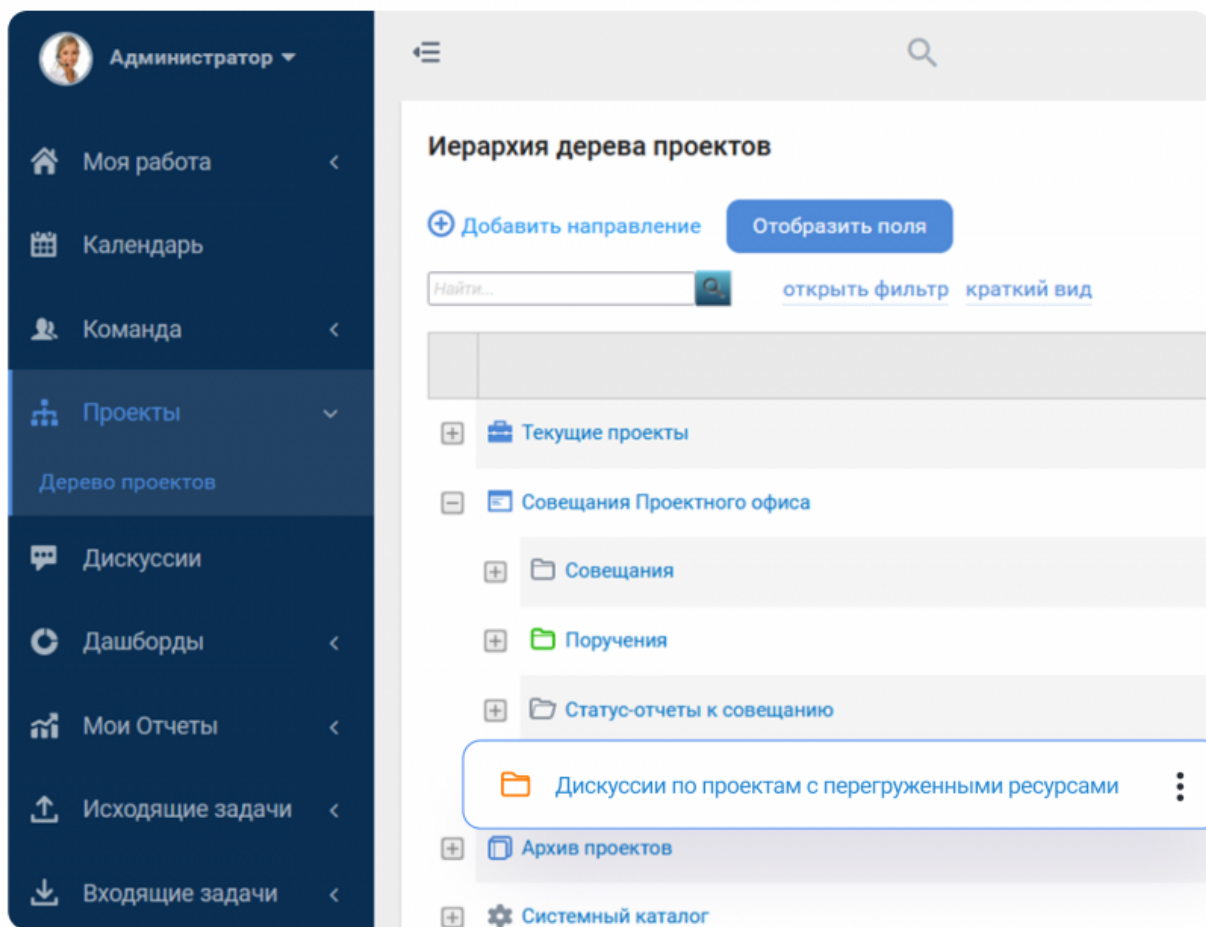 Администратор
Моя работа
Календарь
Команда
Проекты
Дерево проектов
Дискуссии
Дашборды
Мои Отчеты
Исходящие задачи
Входящие задачи
Иерархия дерева проектов
Добавить направление
Отобразить поля
Найти...
открыть фильтр краткий вид
Текущие проекты
Совещания Проектного офиса
Совещания
Поручения
Статус-отчеты к совещанию
Дискуссии по проектам с перегруженными ресурсами
Архив проектов
Системный каталог